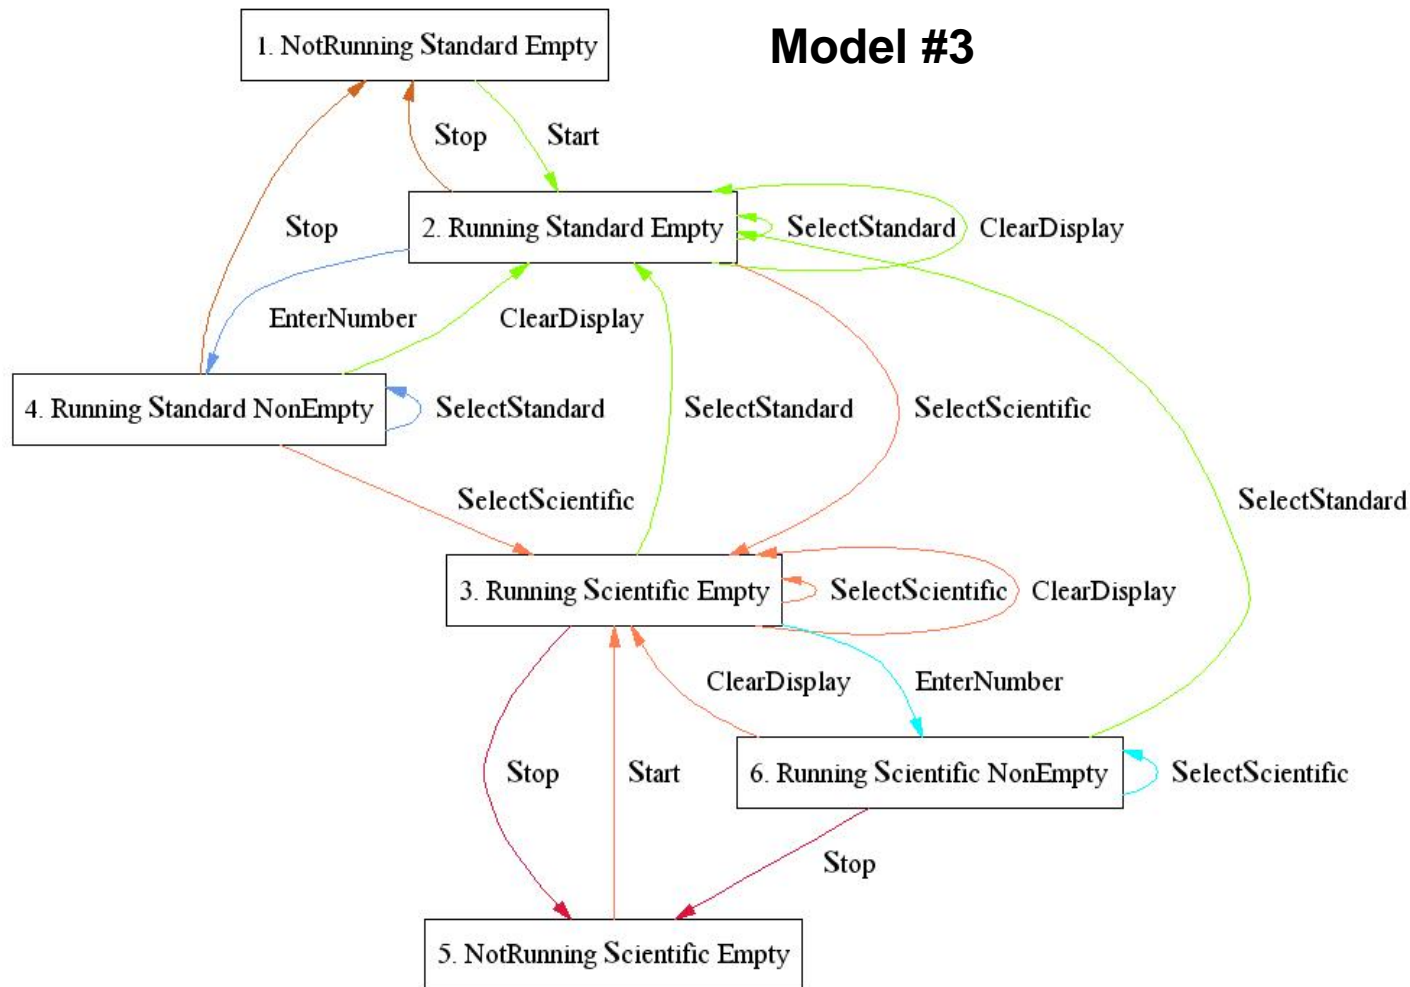 Model #3
1. NotRunning Standard Empty
Stop
Start
2. Running Standard Empty
SelectStandard
ClearDisplay
Stop
EnterNumber
ClearDisplay
4. Running Standard NonEmpty
SelectStandard
SelectStandard
SelectScientific
SelectScientific
SelectStandard
3. Running Scientific Empty
SelectScientific
ClearDisplay
ClearDisplay
EnterNumber
Stop
Start
6. Running Scientific NonEmpty
SelectScientific
Stop
5. NotRunning Scientific Empty